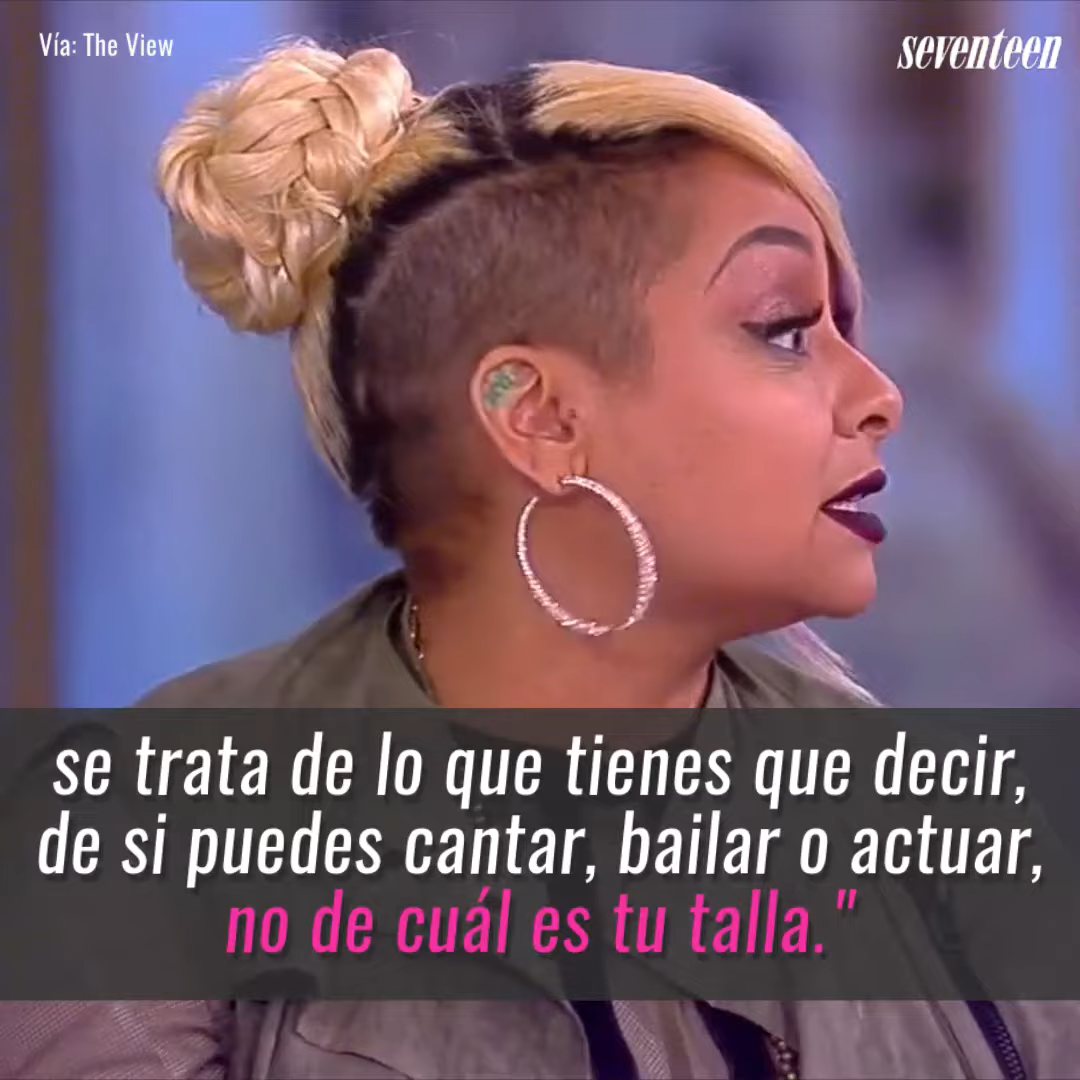 Vía: The View
seventeen
se trata de lo que tienes que decir,
de si puedes cantar, bailar o actuar,
no de cuál es tu talla."